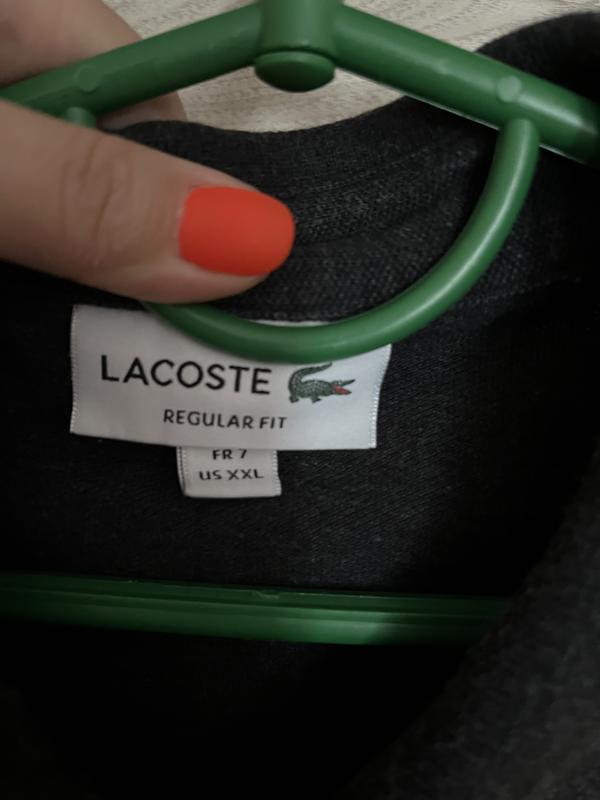 LACOSTE
REGULAR FIT
FR 7
US XXL